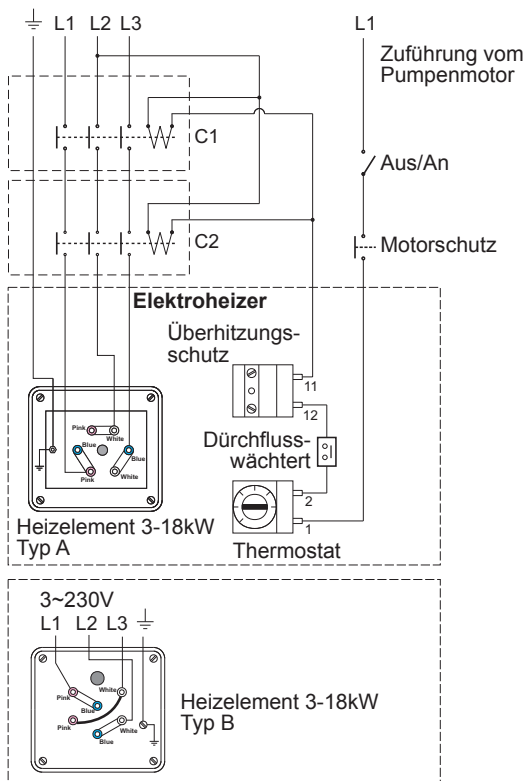 L1 L2 L3
L1
Zuführung vom
Pumpenmotor
C1
Aus/An
C2
Motorschutz
Elektroheizer
Überhitzungs-
schutz
11
12
Dürchfluss-
wächtert
2
1
Thermostat
Pink
White
Blue
Blue
Pink
White
Heizelement 3-18kW
Typ A
3~230V
L1 L2 L3
Pink
White
Blue
Pink
White
Blue
Heizelement 3-18kW
Typ B